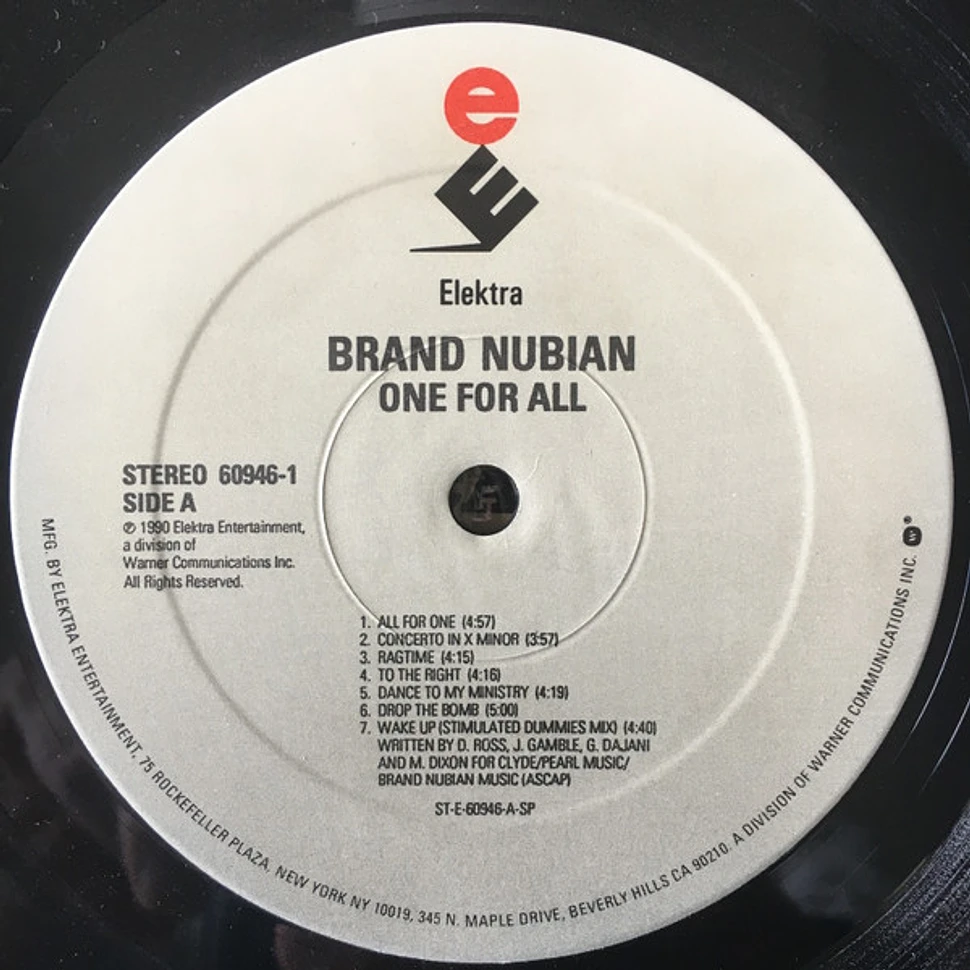 e
E
Elektra
BRAND NUBIAN
ONE FOR ALL
STEREO 60946-1
SIDE A
℗ 1990 Elektra Entertainment,
a division of
Warner Communications Inc.
All Rights Reserved.
1. ALL FOR ONE (4:57)
2. CONCERTO IN X MINOR (3:57)
3. RAGTIME (4:15)
4. TO THE RIGHT (4:16)
5. DANCE TO MY MINISTRY (4:19)
6. DROP THE BOMB (5:00)
7. WAKE UP (STIMULATED DUMMIES MIX) (4:40)
WRITTEN BY D. ROSS, J. GAMBLE, G. DAJANI
AND M. DIXON FOR CLYDE/PEARL MUSIC/
BRAND NUBIAN MUSIC (ASCAP)
ST-E-60946-A-SP
MFG. BY ELEKTRA ENTERTAINMENT, 75 ROCKEFELLER PLAZA, NEW YORK NY 10019, 345 N. MAPLE DRIVE, BEVERLY HILLS CA 90210. A DIVISION OF WARNER COMMUNICATIONS INC. W ®